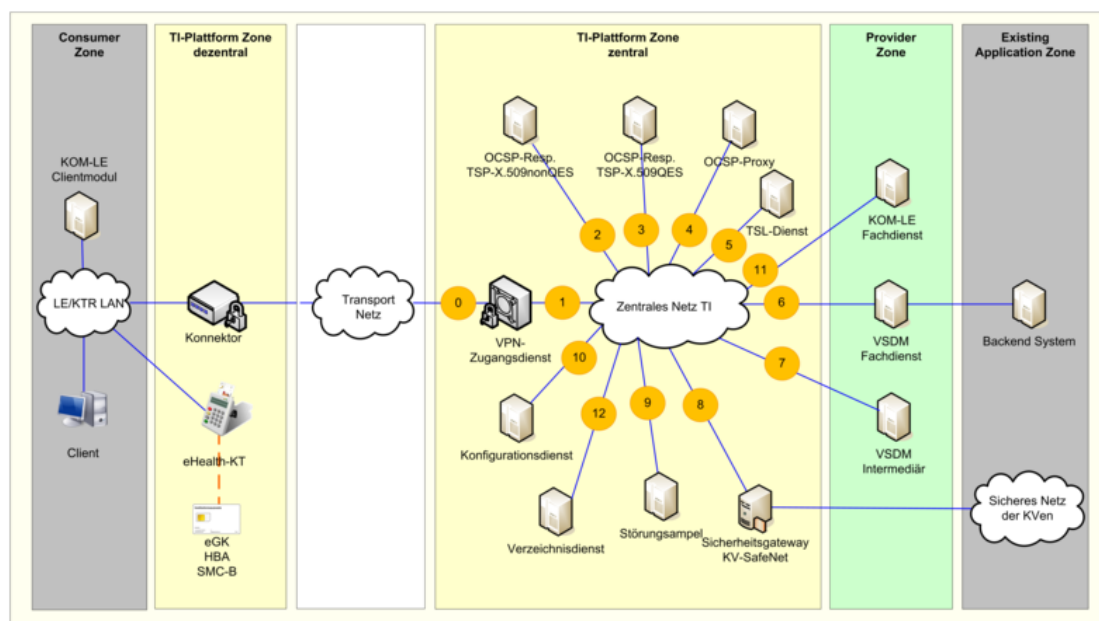 Consumer
Zone
TI-Plattform Zone
dezentral
TI-Plattform Zone
zentral
Provider
Zone
Existing
Application Zone
KOM-LE
Clientmodul
LE/KTR LAN
Client
Konnektor
eHealth-KT
eGK
HBA
SMC-B
Transport
Netz
0
VPN-
Zugangsdienst
1
OCSP-Resp.
TSP-X.509nonQES
OCSP-Resp.
TSP-X.509QES
OCSP-Proxy
TSL-Dienst
2
3
4
5
11
6
7
8
9
12
10
Zentrales Netz TI
Konfigurationsdienst
Verzeichnisdienst
Störungsampel
Sicherheitsgateway
KV-SafeNet
KOM-LE
Fachdienst
VSDM
Fachdienst
VSDM
Intermediär
Backend System
Sicheres Netz
der KVen